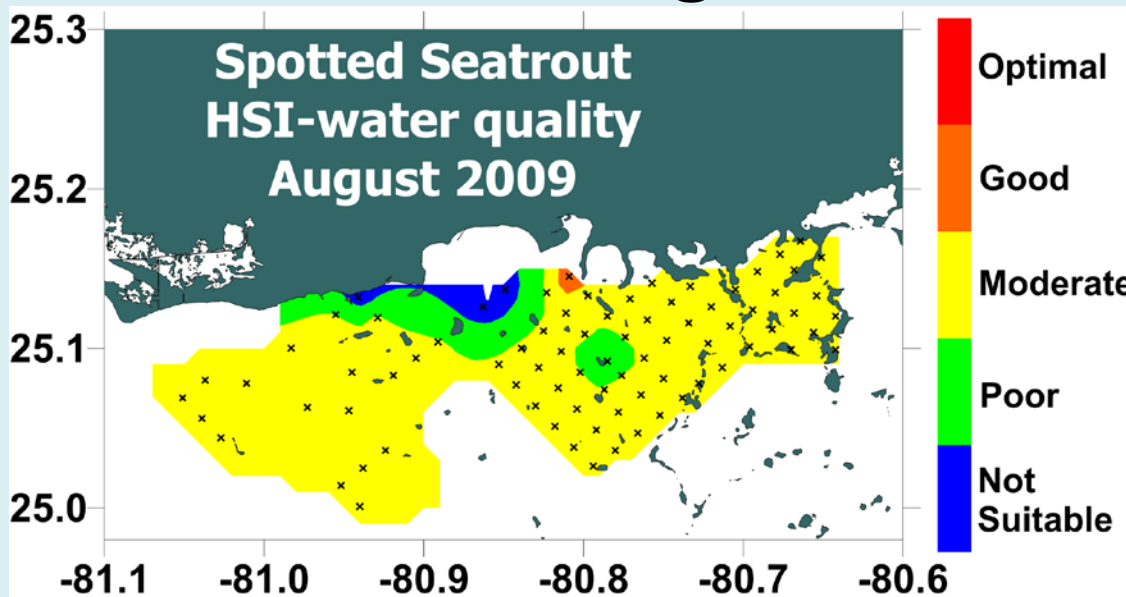 Spotted Seatrout
HSI-water quality
August 2009
25.3
25.2
25.1
25.0
-81.1 -81.0 -80.9 -80.8 -80.7 -80.6
Optimal
Good
Moderate
Poor
Not
Suitable